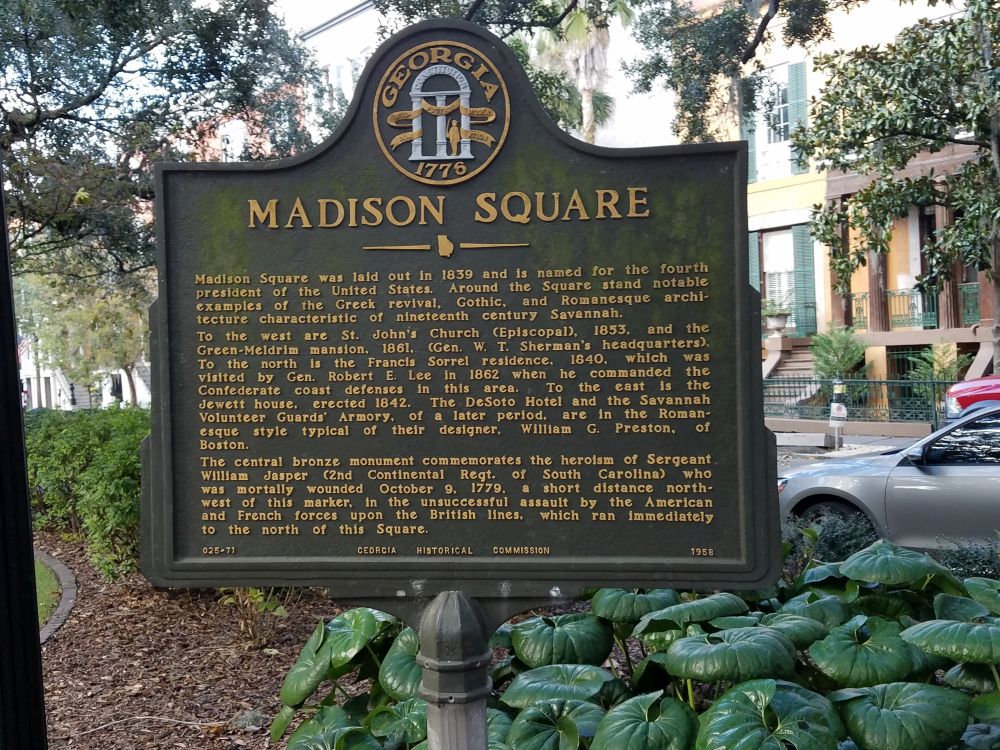 GEORGIA
CONSTITUTION
1776
MADISON SQUARE
Madison Square was laid out in 1839 and is named for the fourth
president of the United States. Around the Square stand notable
examples of the Greek revival, Gothic, and Romanesque archi-
tecture characteristic of nineteenth century Savannah.
To the west are St. John's Church (Episcopal), 1853, and the
Green-Meldrim mansion, 1861, (Gen. W. T. Sherman's headquarters).
To the north is the Francis Sorrel residence, 1840, which was
visited by Gen. Robert E. Lee in 1862 when he commanded the
Confederate coast defenses in this area. To the east is the
Jewett house, erected 1842. The DeSoto Hotel and the Savannah
Volunteer Guards' Armory, of a later period, are in the Roman-
esque style typical of their designer, William G. Preston, of
Boston.
The central bronze monument commemorates the heroism of Sergeant
William Jasper (2nd Continental Regt. of South Carolina) who
was mortally wounded October 9, 1779, a short distance north-
west of this marker, in the unsuccessful assault by the American
and French forces upon the British lines, which ran immediately
to the north of this Square.
025-71 GEORGIA HISTORICAL COMMISSION 1958